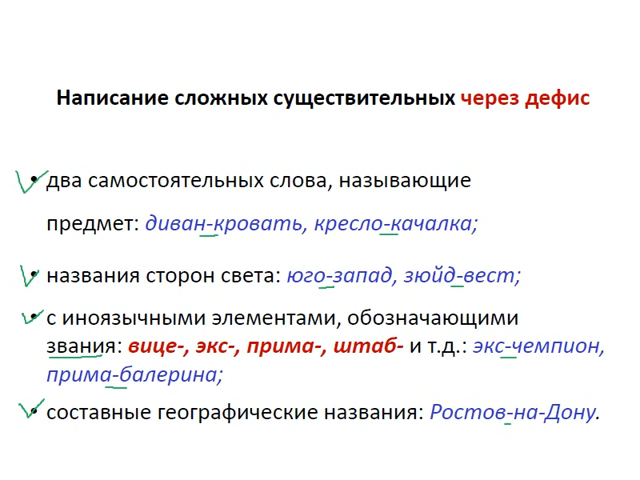 Написание сложных существительных через дефис
• два самостоятельных слова, называющие
предмет: диван-кровать, кресло-качалка;
• названия сторон света: юго-запад, зюйд-вест;
• с иноязычными элементами, обозначающими
звания: вице-, экс-, прима-, штаб- и т.д.: экс-чемпион,
прима-балерина;
• составные географические названия: Ростов-на-Дону.